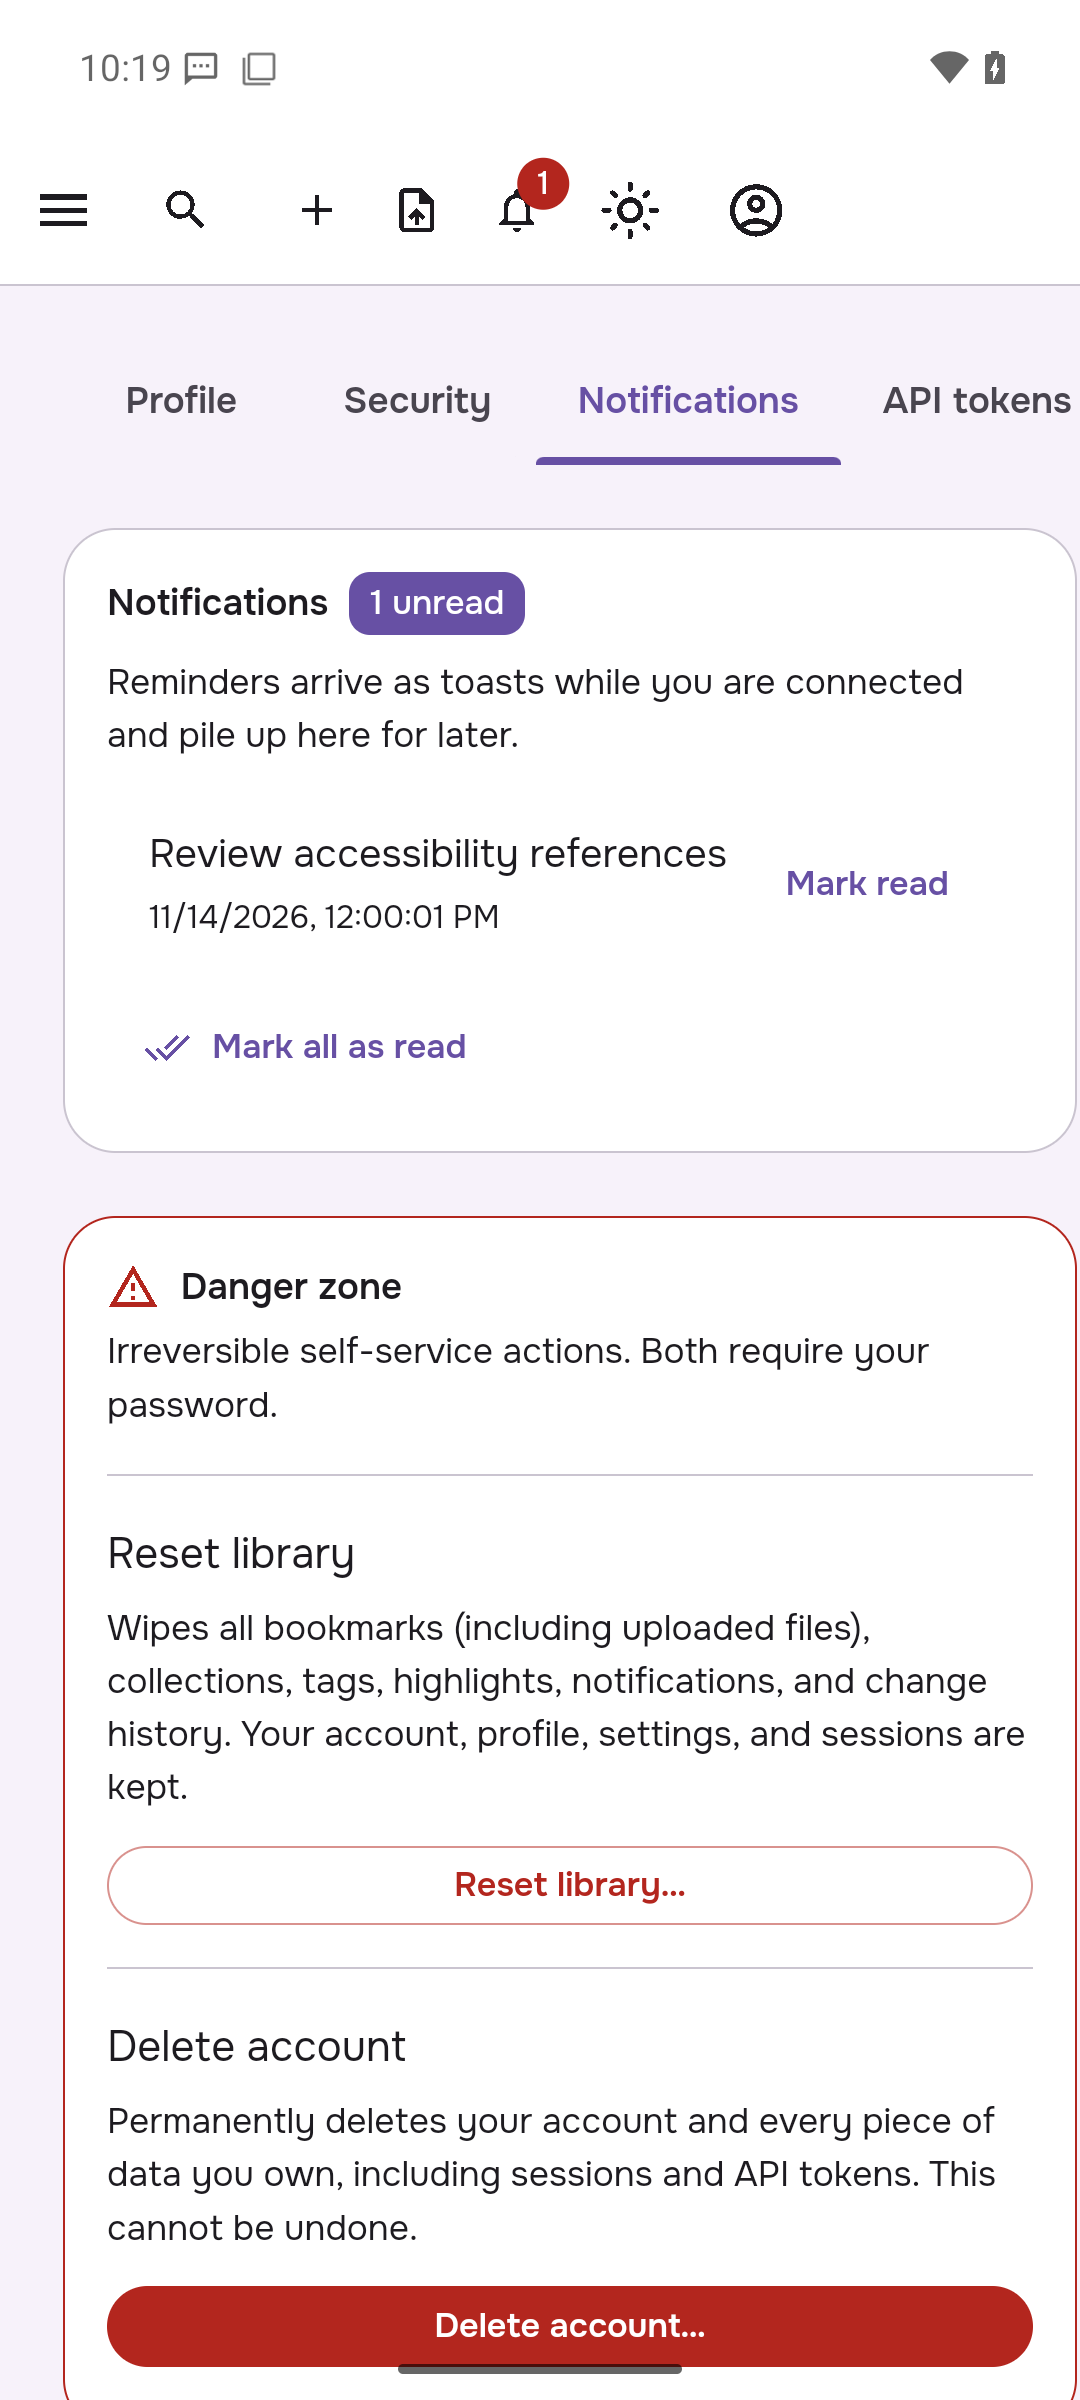 10:19
1
Profile Security Notifications API tokens
Notifications 1 unread
Reminders arrive as toasts while you are connected
and pile up here for later.
Review accessibility references
Mark read
11/14/2026, 12:00:01 PM
Mark all as read
Danger zone
Irreversible self-service actions. Both require your
password.
Reset library
Wipes all bookmarks (including uploaded files),
collections, tags, highlights, notifications, and change
history. Your account, profile, settings, and sessions are
kept.
Reset library...
Delete account
Permanently deletes your account and every piece of
data you own, including sessions and API tokens. This
cannot be undone.
Delete account...